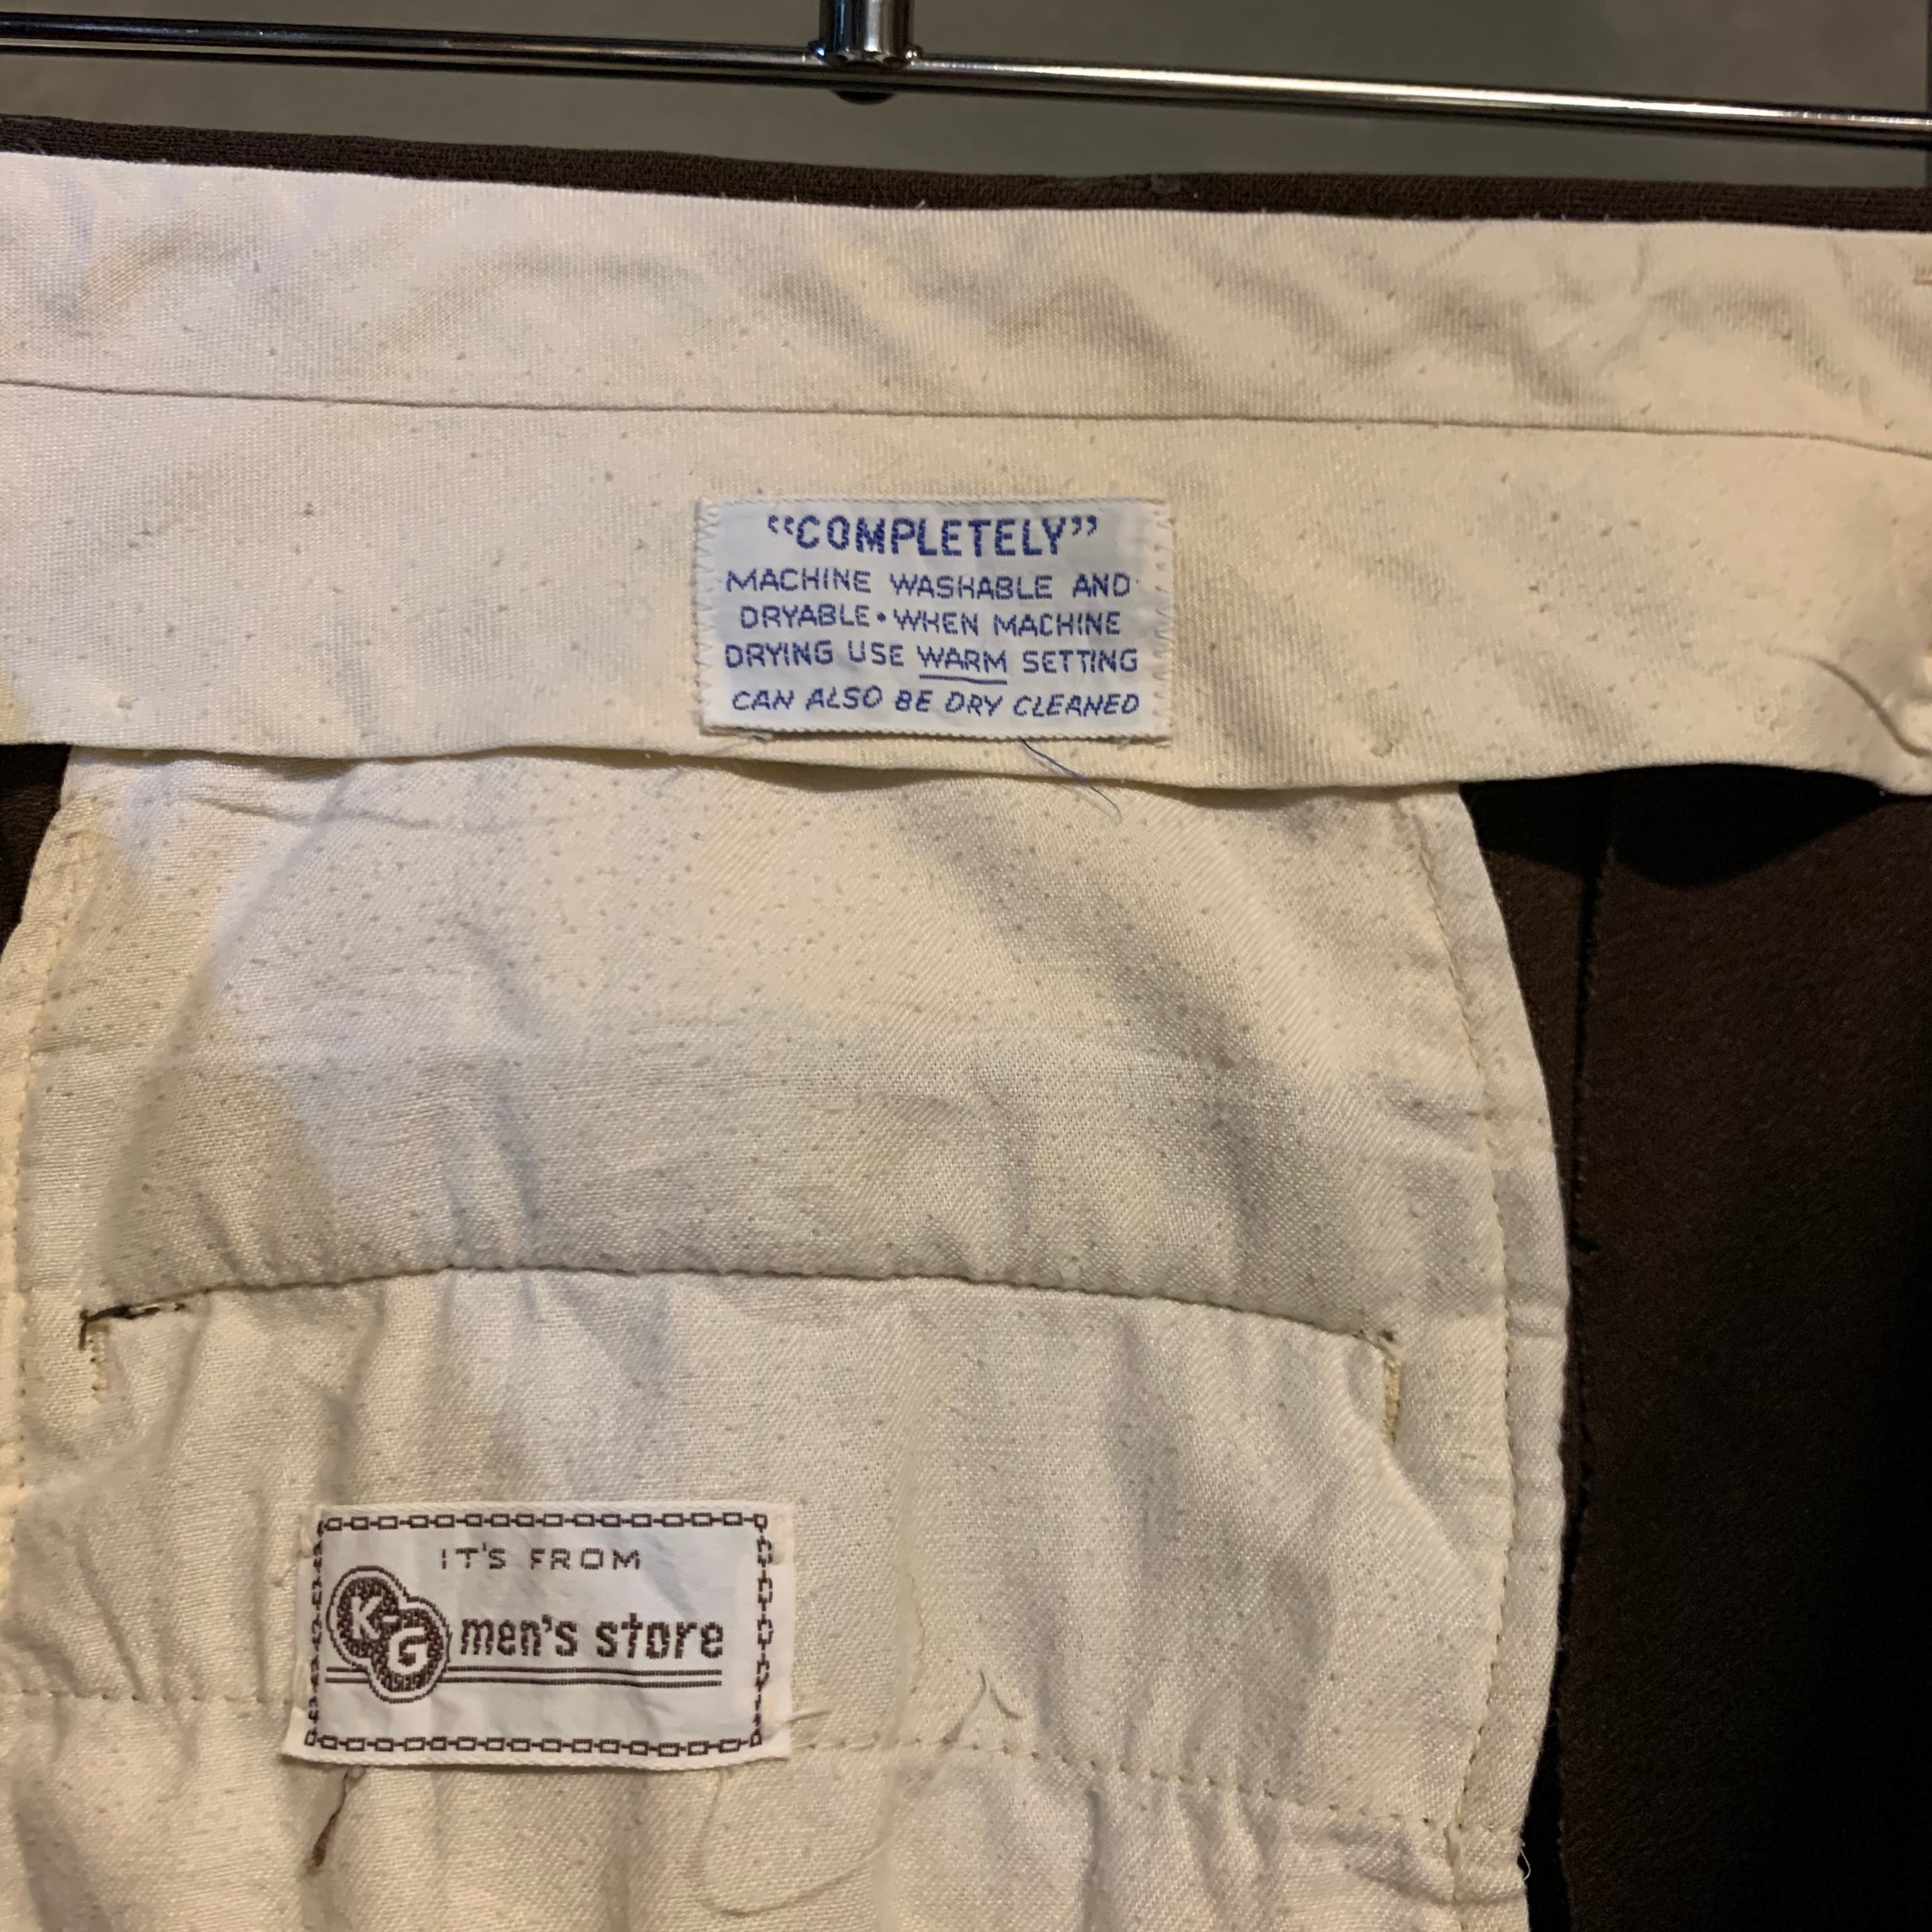 “COMPLETELY”
MACHINE WASHABLE AND
DRYABLE • WHEN MACHINE
DRYING USE WARM SETTING
CAN ALSO BE DRY CLEANED
IT'S FROM
KG men's store